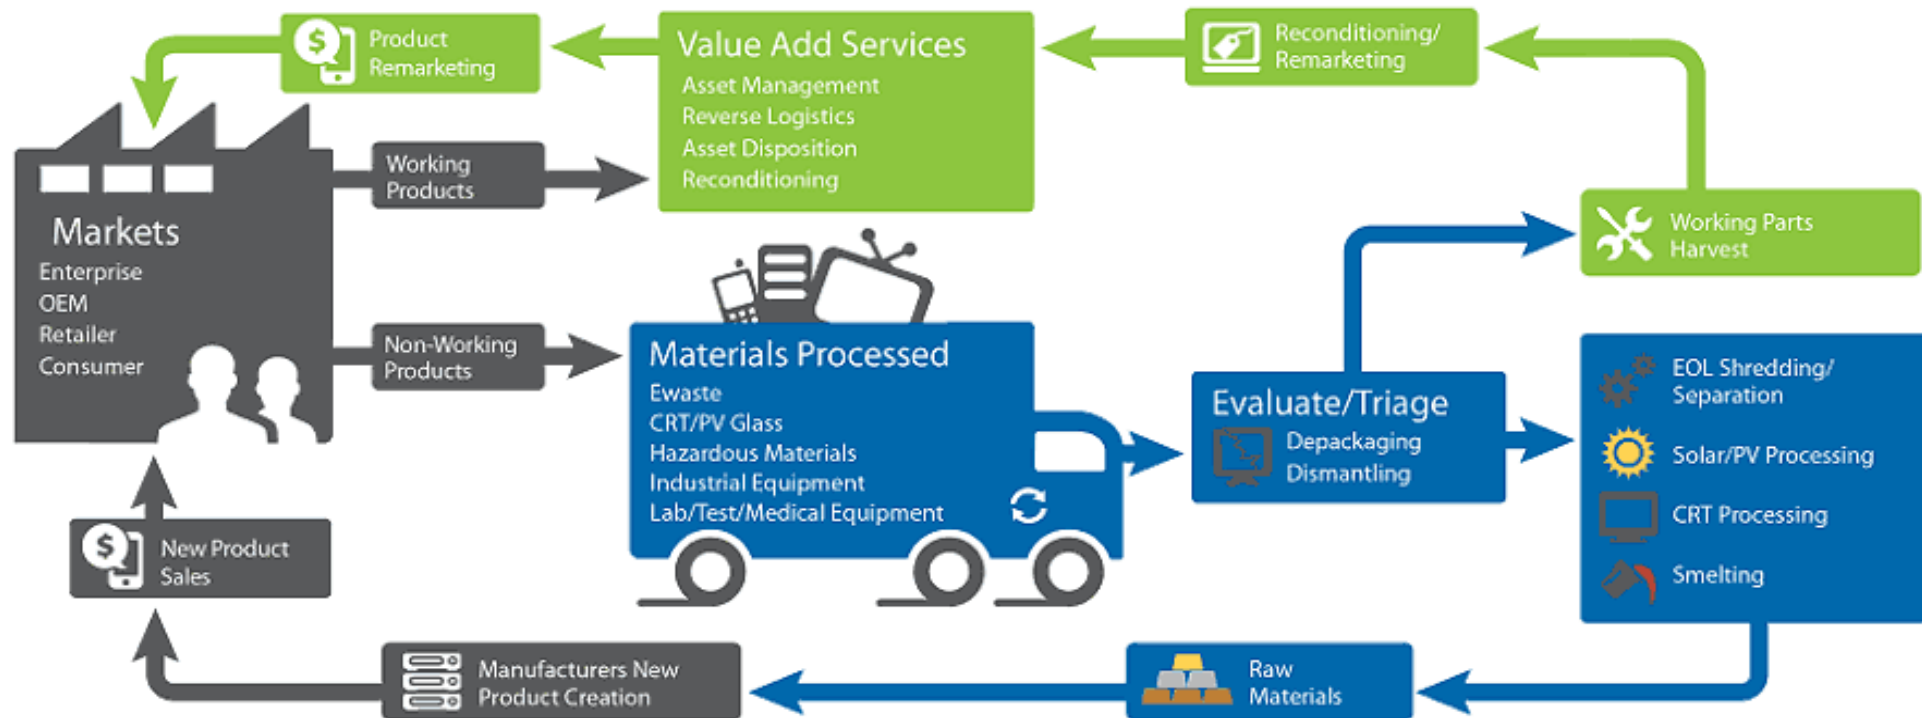 Product
Remarketing
Value Add Services
Asset Management
Reverse Logistics
Asset Disposition
Reconditioning
Reconditioning/
Remarketing
Working
Products
Markets
Enterprise
OEM
Retailer
Consumer
Working Parts
Harvest
Non-Working
Products
Materials Processed
Ewaste
CRT/PV Glass
Hazardous Materials
Industrial Equipment
Lab/Test/Medical Equipment
Evaluate/Triage
Depackaging
Dismantling
EOL Shredding/
Separation
Solar/PV Processing
CRT Processing
Smelting
$
New Product
Sales
Manufacturers New
Product Creation
Raw
Materials